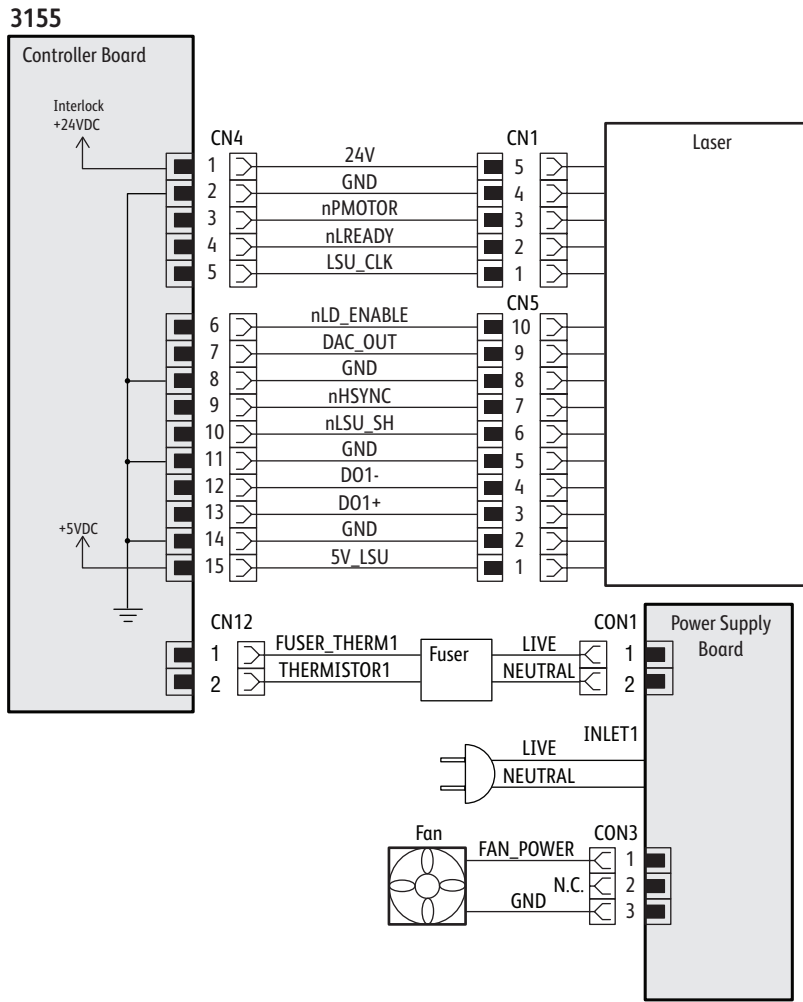 3155
Controller Board
Interlock
+24VDC
CN4
CN1
Laser
1 24V 5
2 GND 4
3 nPMOTOR 3
4 nLREADY 2
5 LSU_CLK 1
CN5
6 nLD_ENABLE 10
7 DAC_OUT 9
8 GND 8
9 nHSYNC 7
10 nLSU_SH 6
11 GND 5
12 DO1- 4
13 DO1+ 3
+5VDC
14 GND 2
15 5V_LSU 1
CN12
CON1
Power Supply
Board
1 FUSER_THERM1 Fuser LIVE 1
2 THERMISTOR1 NEUTRAL 2
INLET1
LIVE
NEUTRAL
Fan
CON3
FAN_POWER 1
N.C. 2
GND 3